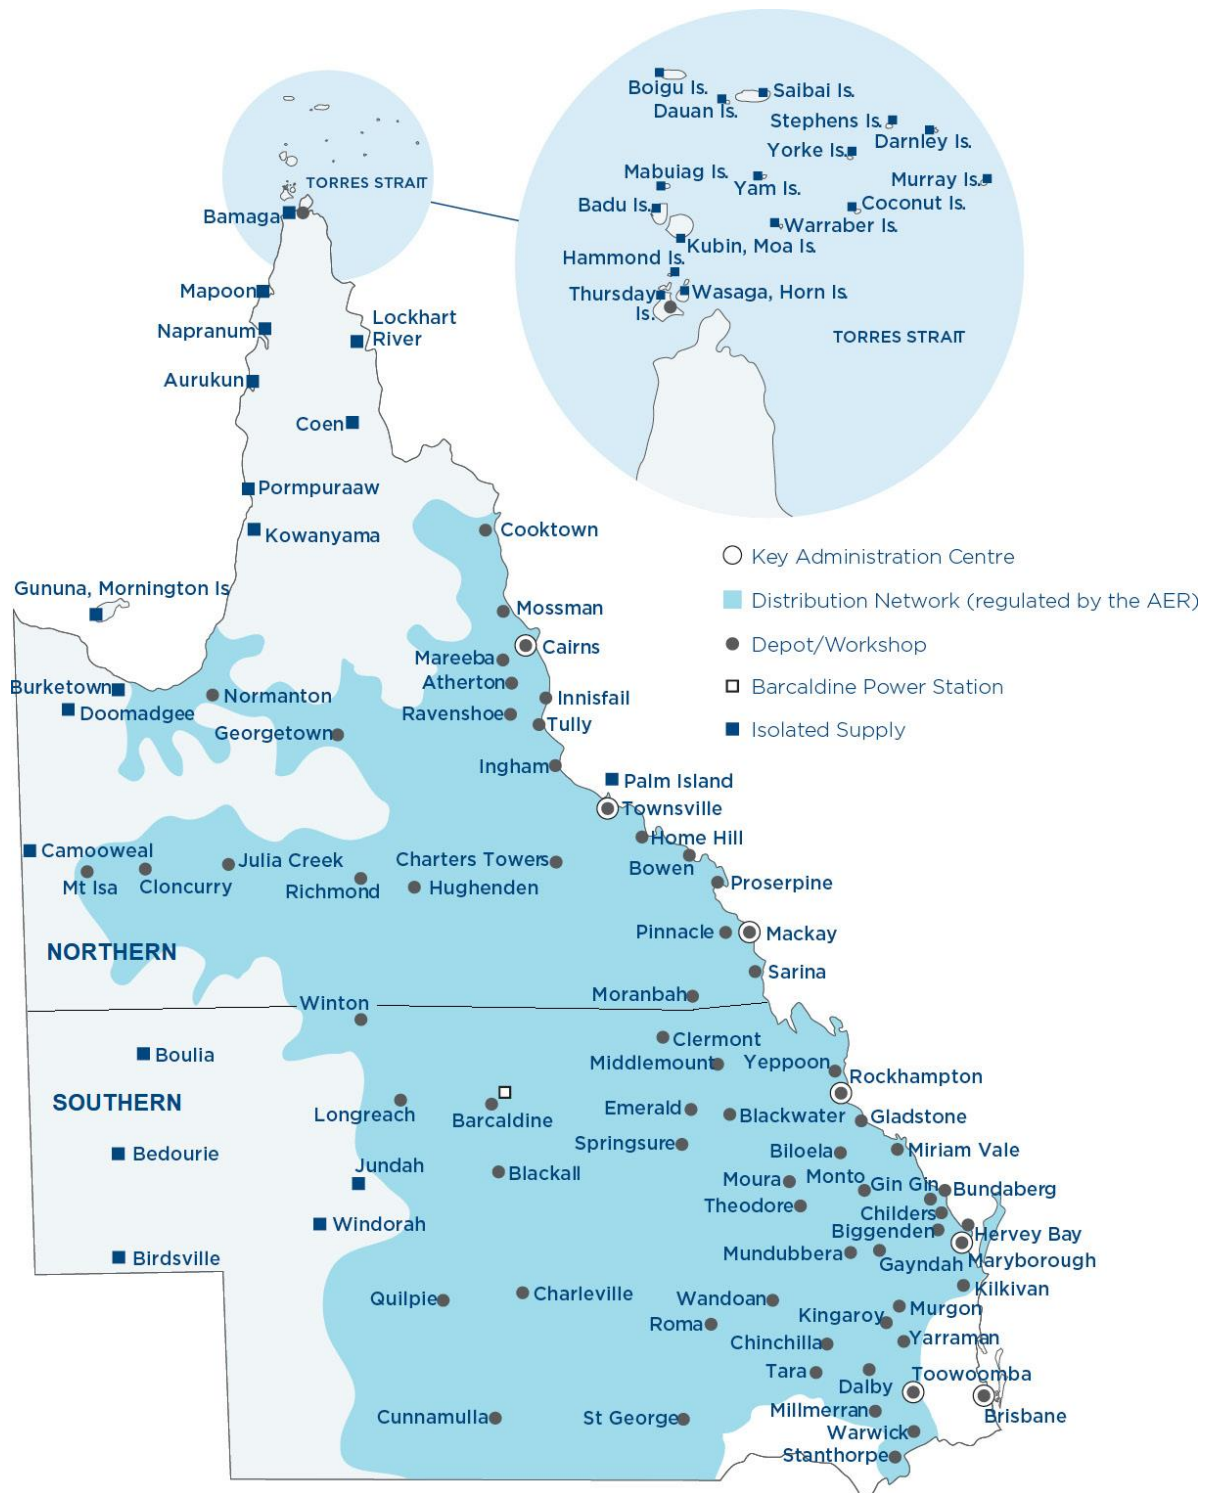 Boigu Is.
Saibai Is.
Dauan Is.
Stephens Is.
Darnley Is.
Yorke Is.
Mabuiag Is.
Yam Is.
Murray Is.
Badu Is.
Coconut Is.
Warraber Is.
Kubin, Moa Is.
Hammond Is.
Thursday
Is.
Wasaga, Horn Is.
TORRES STRAIT
TORRES STRAIT
Bamaga
Mapoon
Napranum
Lockhart
River
Aurukun
Coen
Pormpuraaw
Kowanyama
Cooktown
Key Administration Centre
Distribution Network (regulated by the AER)
Depot/Workshop
Barcaldine Power Station
Isolated Supply
Gununa, Mornington Is
Mossman
Cairns
Mareeba
Atherton
Burketown
Doomadgee
Normanton
Innisfail
Ravenshoe
Tully
Georgetown
Ingham
Palm Island
Townsville
Home Hill
Camooweal
Mt Isa
Cloncurry
Julia Creek
Richmond
Charters Towers
Hughenden
Bowen
Proserpine
Pinnacle
Mackay
NORTHERN
Sarina
Moranbah
Winton
Clermont
Boulia
Middlemount
Yeppoon
Rockhampton
SOUTHERN
Longreach
Barcaldine
Emerald
Blackwater
Gladstone
Springsure
Biloela
Miriam Vale
Bedourie
Jundah
Blackall
Moura
Monto
Gin Gin
Bundaberg
Theodore
Childers
Windorah
Biggenden
Hervey Bay
Birdsville
Mundubbera
Gayndah
Maryborough
Kilkivan
Quilpie
Charleville
Wandoan
Murgon
Roma
Kingaroy
Chinchilla
Yarraman
Tara
Dalby
Toowoomba
Brisbane
Cunnamulla
St George
Millmerran
Warwick
Stanthorpe